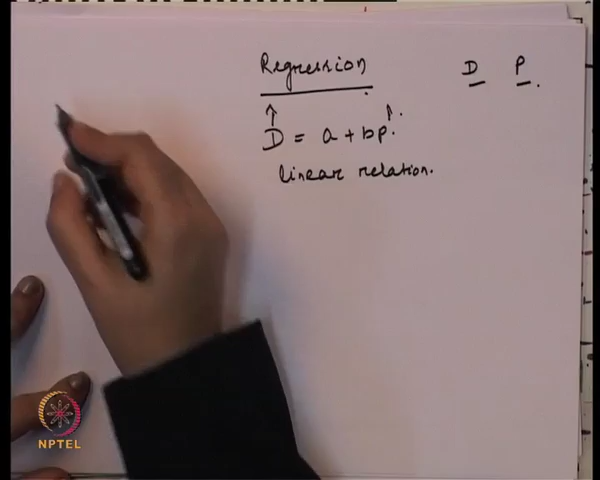 Regression D P
D = a + bp.
linear relation.
NPTEL